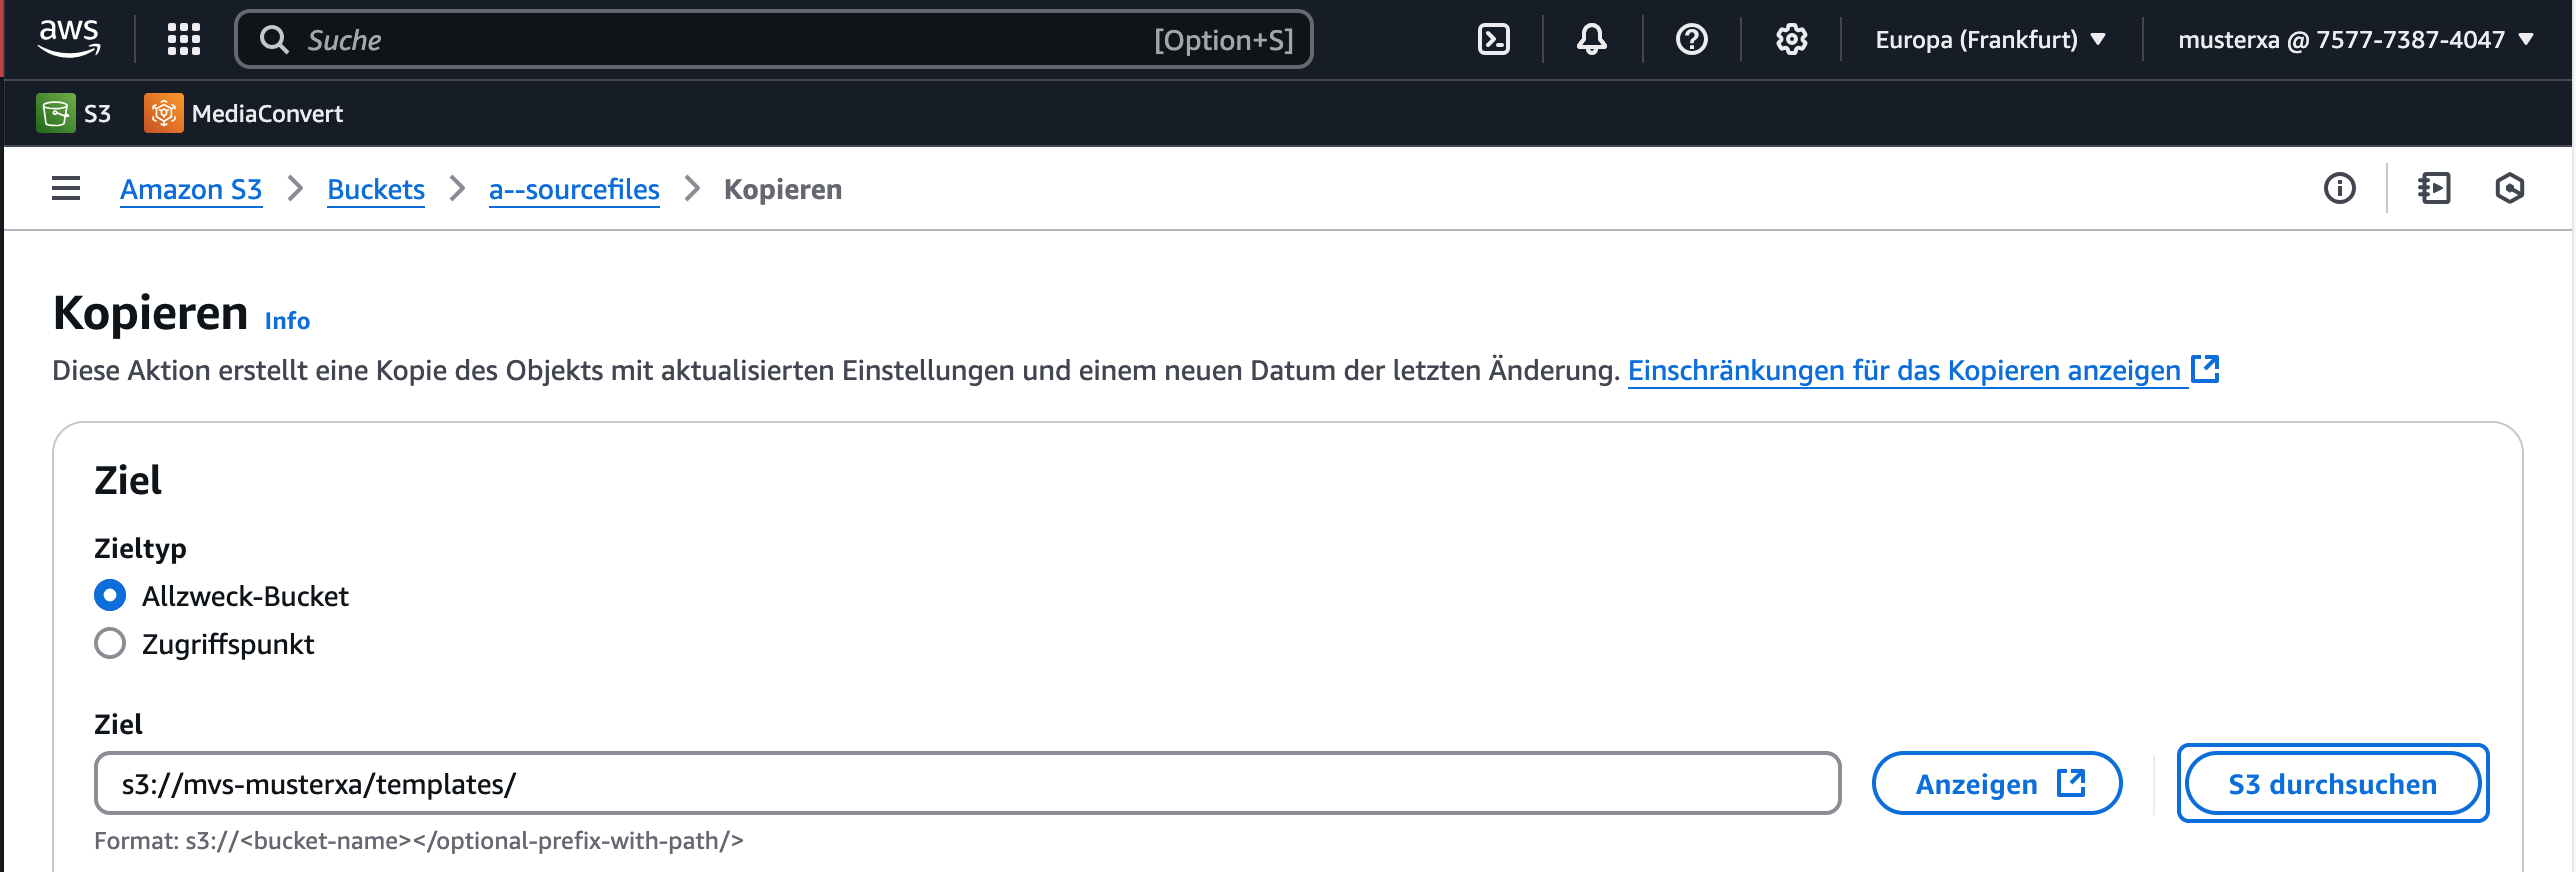 aws
Suche [Option+S] Europa (Frankfurt) musterxa @ 7577-7387-4047
S3 MediaConvert
Amazon S3 Buckets a--sourcefiles Kopieren
Kopieren Info
Diese Aktion erstellt eine Kopie des Objekts mit aktualisierten Einstellungen und einem neuen Datum der letzten Änderung. Einschränkungen für das Kopieren anzeigen
Ziel
Zieltyp
Allzweck-Bucket
Zugriffspunkt
Ziel
s3://mvs-musterxa/templates/ Anzeigen S3 durchsuchen
Format: s3://<bucket-name></optional-prefix-with-path/>